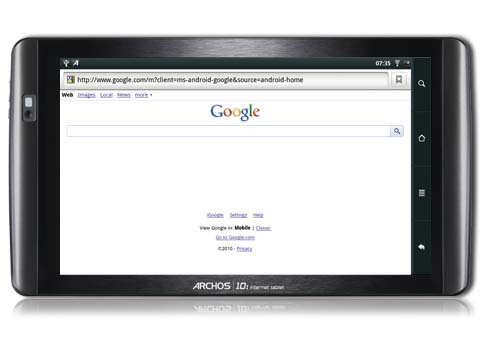 07:35
http://www.google.com/m?client=ms-android-google&source=android-home
Web Images Local News more
Google
iGoogle Settings Help
View Google in: Mobile | Classic
Go to Google.com
©2010 - Privacy
ARCHOS 101 internet tablet